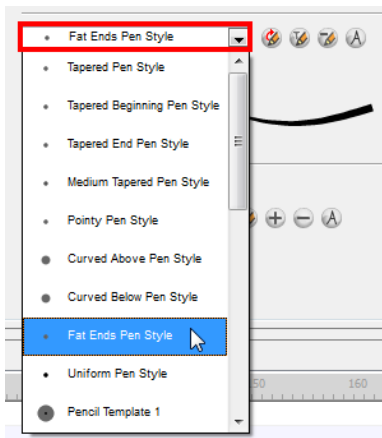 Fat Ends Pen Style
Tapered Pen Style
Tapered Beginning Pen Style
Tapered End Pen Style
Medium Tapered Pen Style
Pointy Pen Style
Curved Above Pen Style
Curved Below Pen Style
Fat Ends Pen Style
Uniform Pen Style
50 160
Pencil Template 1